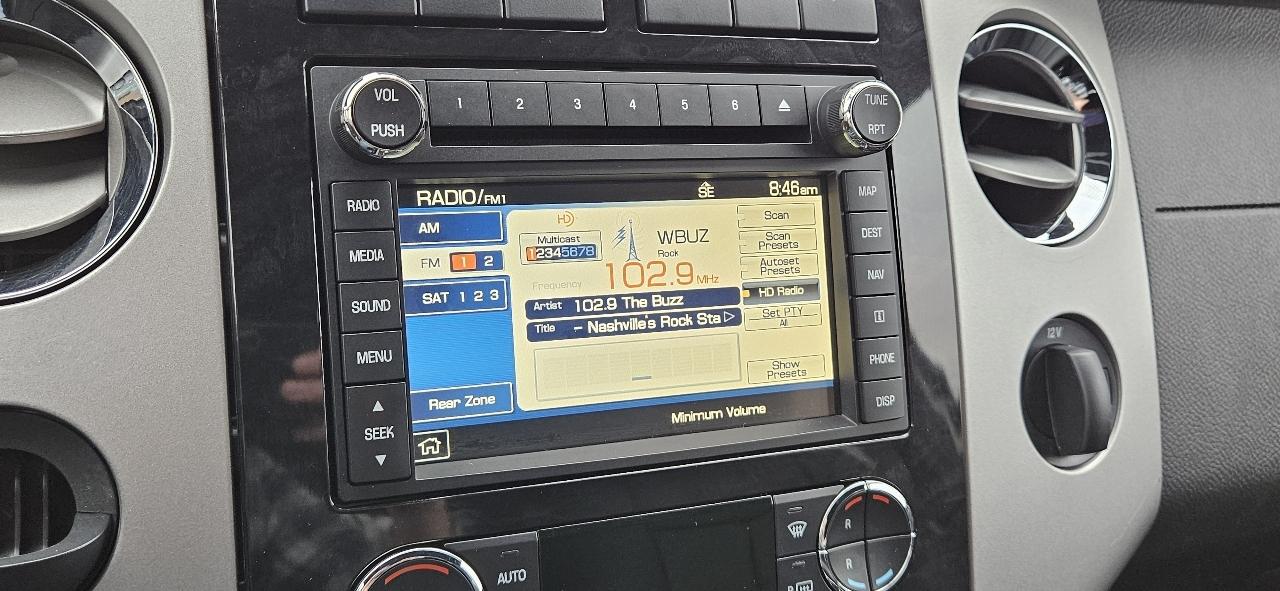 VOL
PUSH
1 2 3 4 5 6
TUNE
RPT
RADIO
MEDIA
SOUND
MENU
SEEK
RADIO/FM1
SE
8:46am
AM
FM 1 2
SAT 1 2 3
Rear Zone
HD
Multicast
12345678
WBUZ
Rock
Frequency
102.9 MHz
Artist 102.9 The Buzz
Title - Nashville's Rock Sta
Scan
Scan
Presets
Autoset
Presets
HD Radio
Set PTY
All
Show
Presets
Minimum Volume
MAP
DEST
NAV
i
PHONE
DISP
12V
AUTO
R
R
R